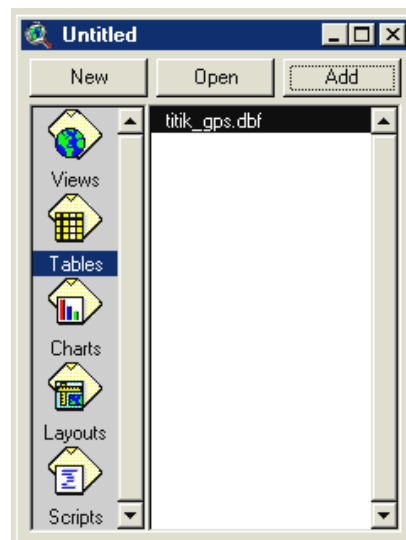 Untitled
New Open Add
titik_gps.dbf
Views
Tables
Charts
Layouts
Scripts